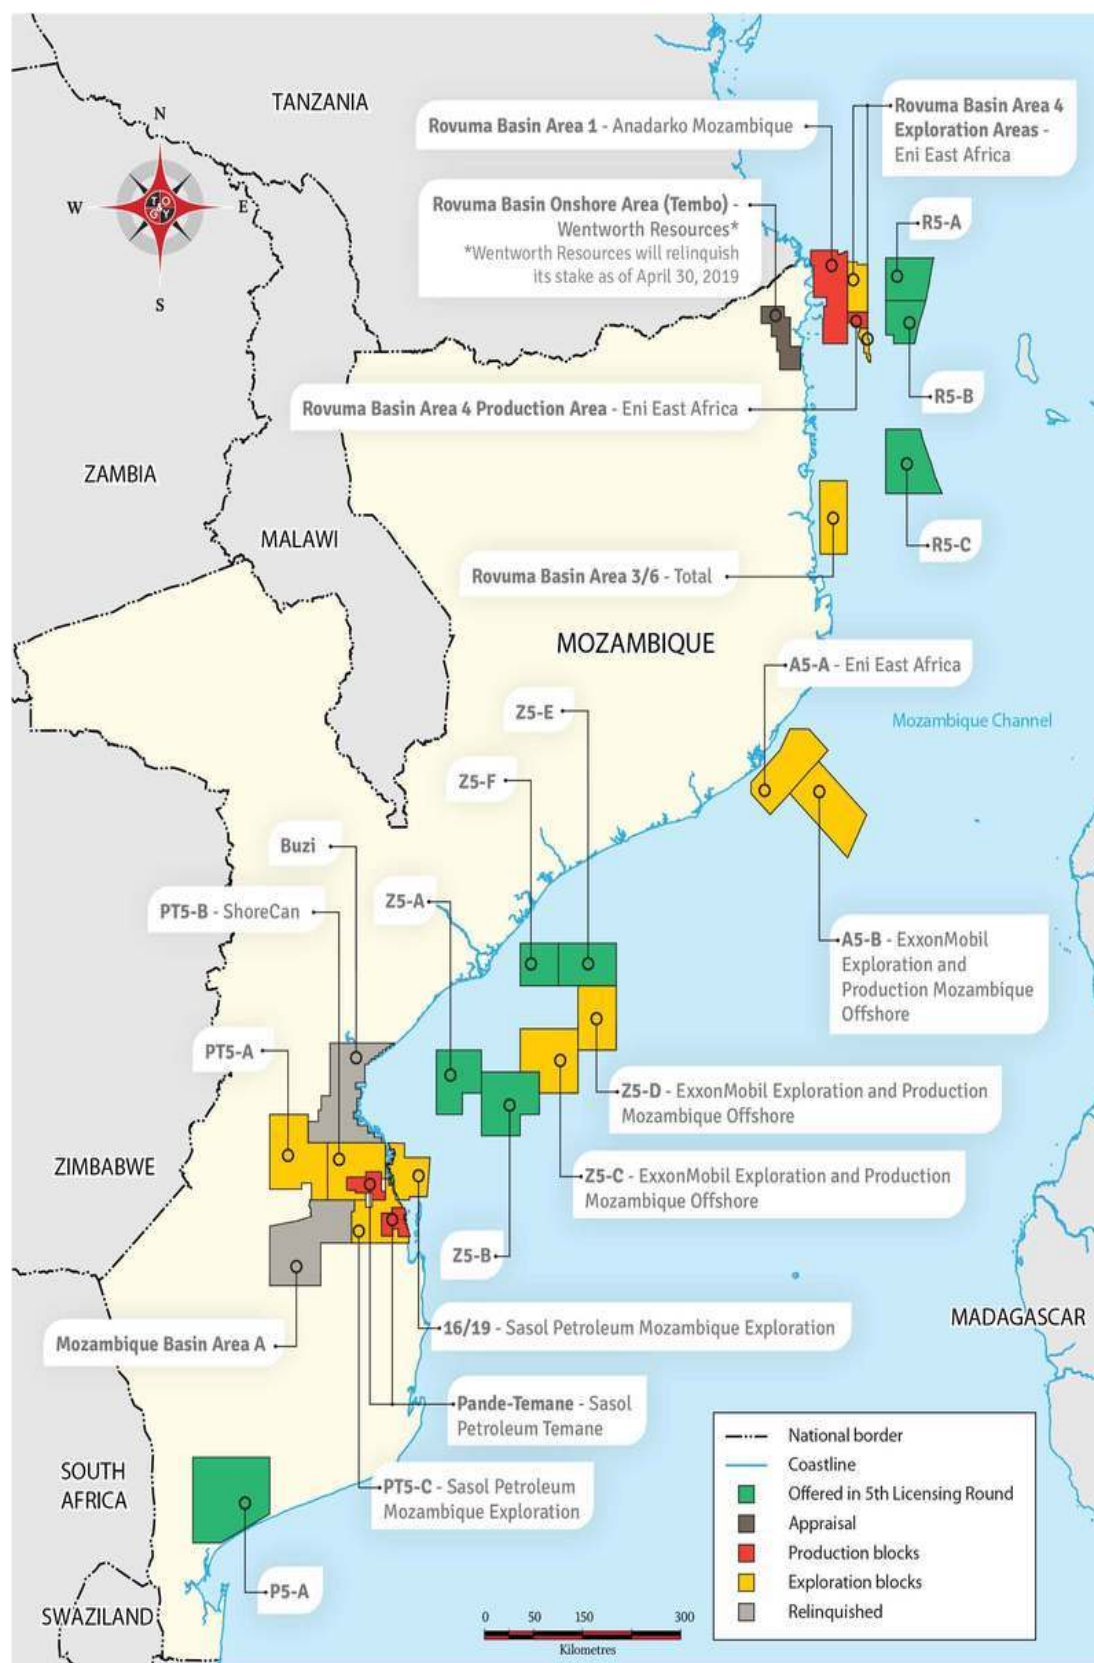 TANZANIA
N
W
E
S
Rovuma Basin Area 1 - Anadarko Mozambique
Rovuma Basin Area 4
Exploration Areas -
Eni East Africa
Rovuma Basin Onshore Area (Tembo) -
Wentworth Resources*
*Wentworth Resources will relinquish
its stake as of April 30, 2019
R5-A
R5-B
Rovuma Basin Area 4 Production Area - Eni East Africa
ZAMBIA
MALAWI
R5-C
Rovuma Basin Area 3/6 - Total
MOZAMBIQUE
A5-A - Eni East Africa
Z5-E
Mozambique Channel
Z5-F
Buzi
Z5-A
PT5-B - ShoreCan
A5-B - ExxonMobil
Exploration and
Production Mozambique
Offshore
PT5-A
Z5-D - ExxonMobil Exploration and Production
Mozambique Offshore
ZIMBABWE
Z5-C - ExxonMobil Exploration and Production
Mozambique Offshore
Z5-B
MADAGASCAR
16/19 - Sasol Petroleum Mozambique Exploration
Mozambique Basin Area A
Pande-Temane - Sasol
Petroleum Temane
SOUTH
AFRICA
PT5-C - Sasol Petroleum
Mozambique Exploration
P5-A
SWAZILAND
National border
Coastline
Offered in 5th Licensing Round
Appraisal
Production blocks
Exploration blocks
Relinquished
0 50 150 300
Kilometres